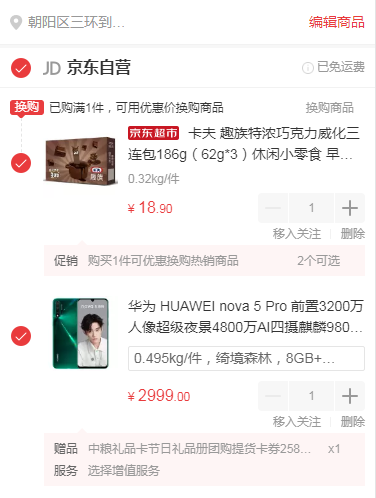 朝阳区三环到... 编辑商品
JD 京东自营 已免运费
换购 已购满1件，可用优惠价换购商品 换购商品
京东超市 卡夫 趣族特浓巧克力威化三
连包186g（62g*3）休闲小零食 早...
0.32kg/件
¥ 18.90 1
移入关注 删除
促销 购买1件可优惠换购热销商品 2个可选
华为 HUAWEI nova 5 Pro 前置3200万
人像超级夜景4800万AI四摄麒麟980...
0.495kg/件，绮境森林，8GB+...
¥ 2999.00 1
移入关注 删除
赠品 中粮礼品卡节日礼品册团购提货卡券258... x1
服务 选择增值服务